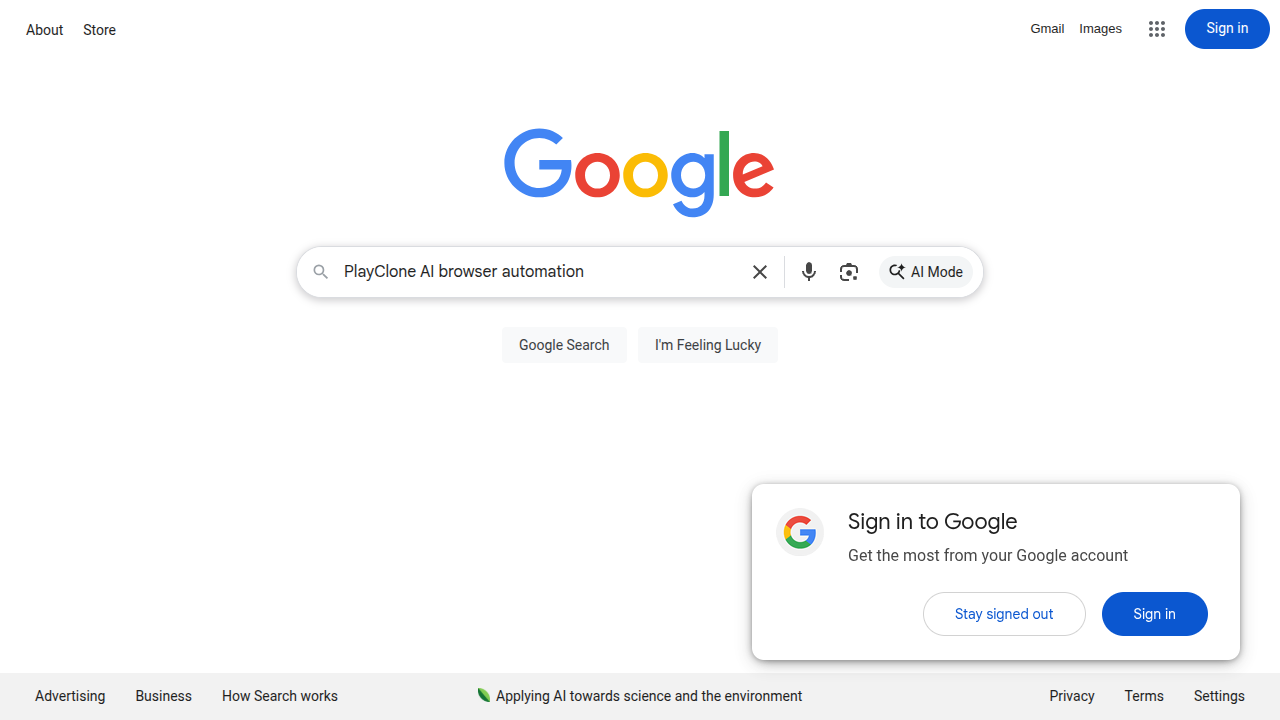 About Store Gmail Images Sign in
Google
PlayClone AI browser automation AI Mode
Google Search I'm Feeling Lucky
Sign in to Google
Get the most from your Google account
Stay signed out Sign in
Advertising Business How Search works Applying AI towards science and the environment Privacy Terms Settings